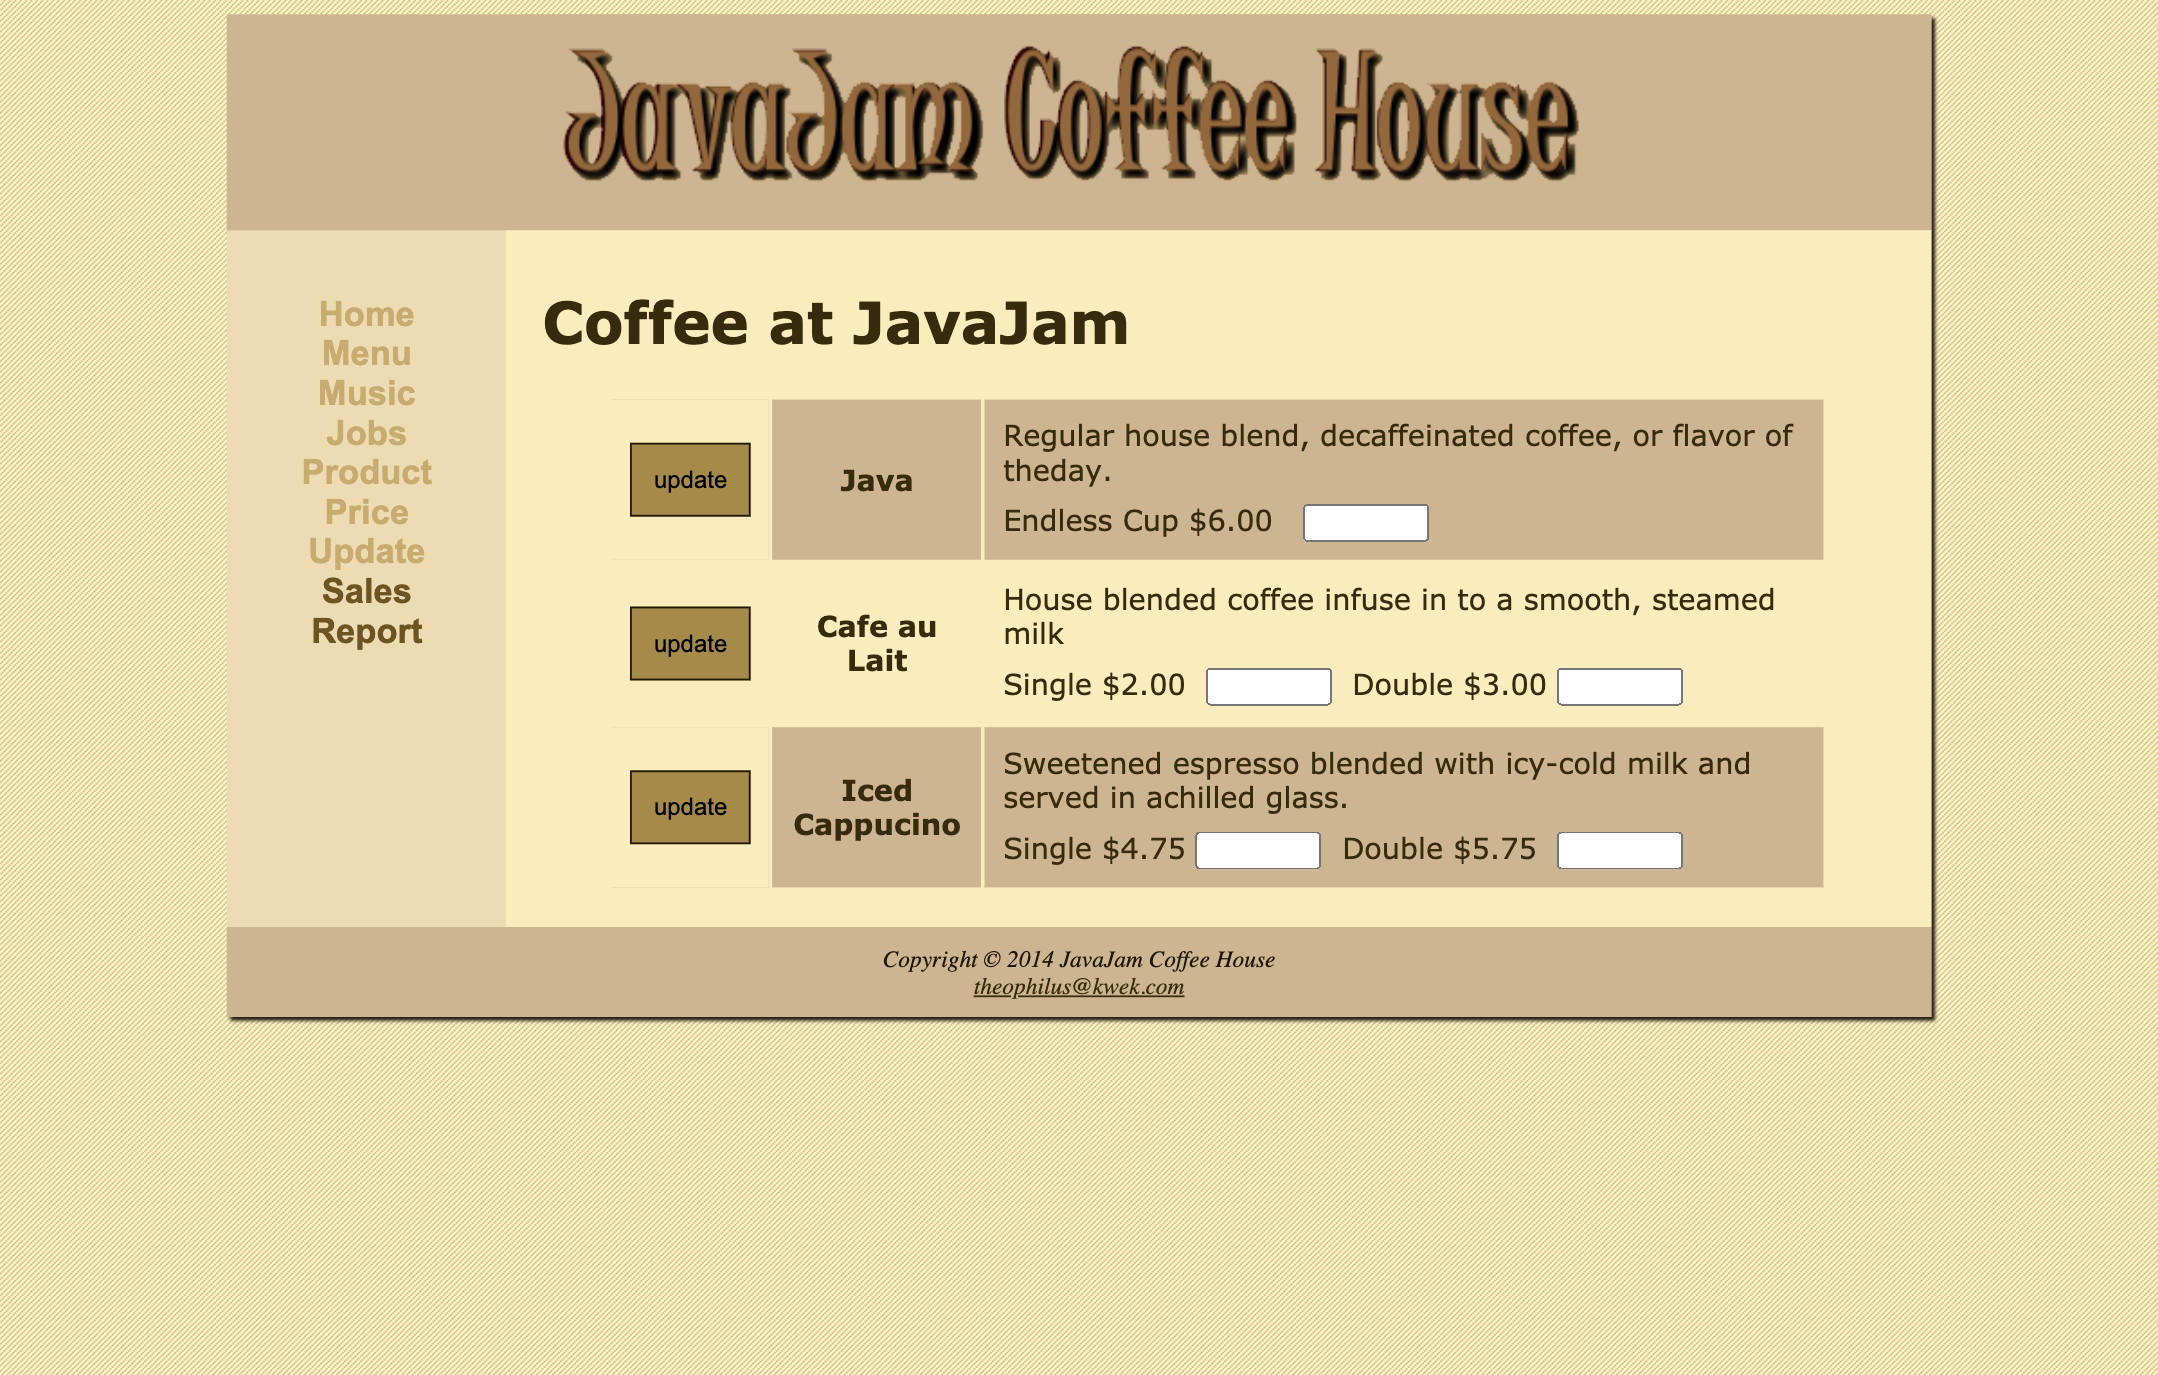 JavaJam Coffee House
Home
Menu
Music
Jobs
Product
Price
Update
Sales
Report
Coffee at JavaJam
update
Java
Regular house blend, decaffeinated coffee, or flavor of
theday.
Endless Cup $6.00
update
Cafe au
Lait
House blended coffee infuse in to a smooth, steamed
milk
Single $2.00 Double $3.00
update
Iced
Cappucino
Sweetened espresso blended with icy-cold milk and
served in achilled glass.
Single $4.75 Double $5.75
Copyright © 2014 JavaJam Coffee House
theophilus@kwek.com